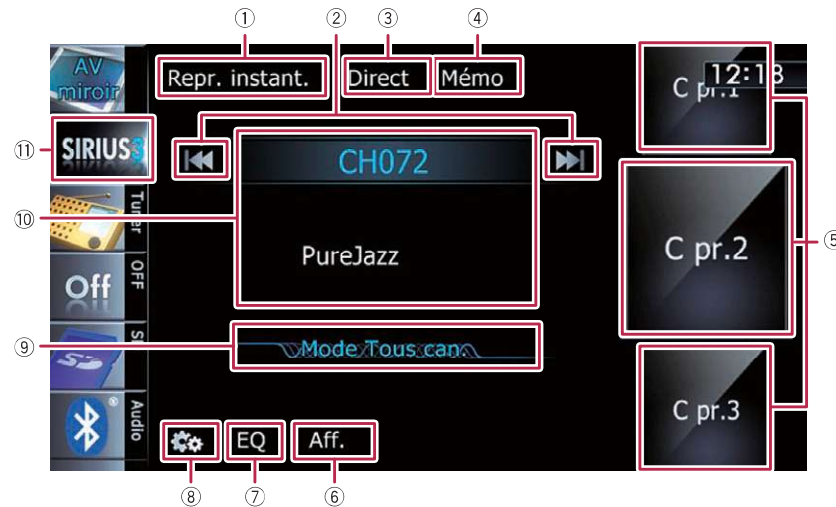 ① ② ③ ④
AV miroir
Repr. instant. Direct Mémo
C pr.1
12:18
⑪ SIRIUS3
CH072
⑩ Tuner
PureJazz
C pr.2
⑤
Off OFF
⑨ Mode Tous can.
Audio
C pr.3
EQ Aff.
⑧ ⑦ ⑥